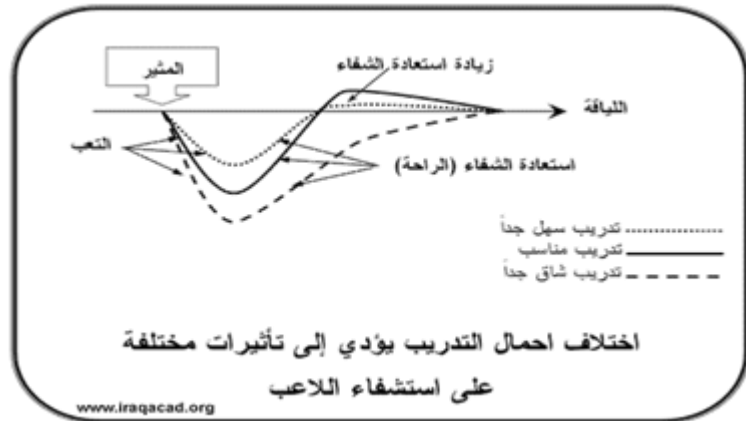 المثير
زيادة استعادة الشفاء
اللياقة
التعب
استعادة الشفاء (الراحة)
تدريب سهل جداً
تدريب مناسب
تدريب شاق جداً
اختلاف احمال التدريب يؤدي إلى تأثيرات مختلفة
على استشفاء اللاعب
www.iraqacad.org